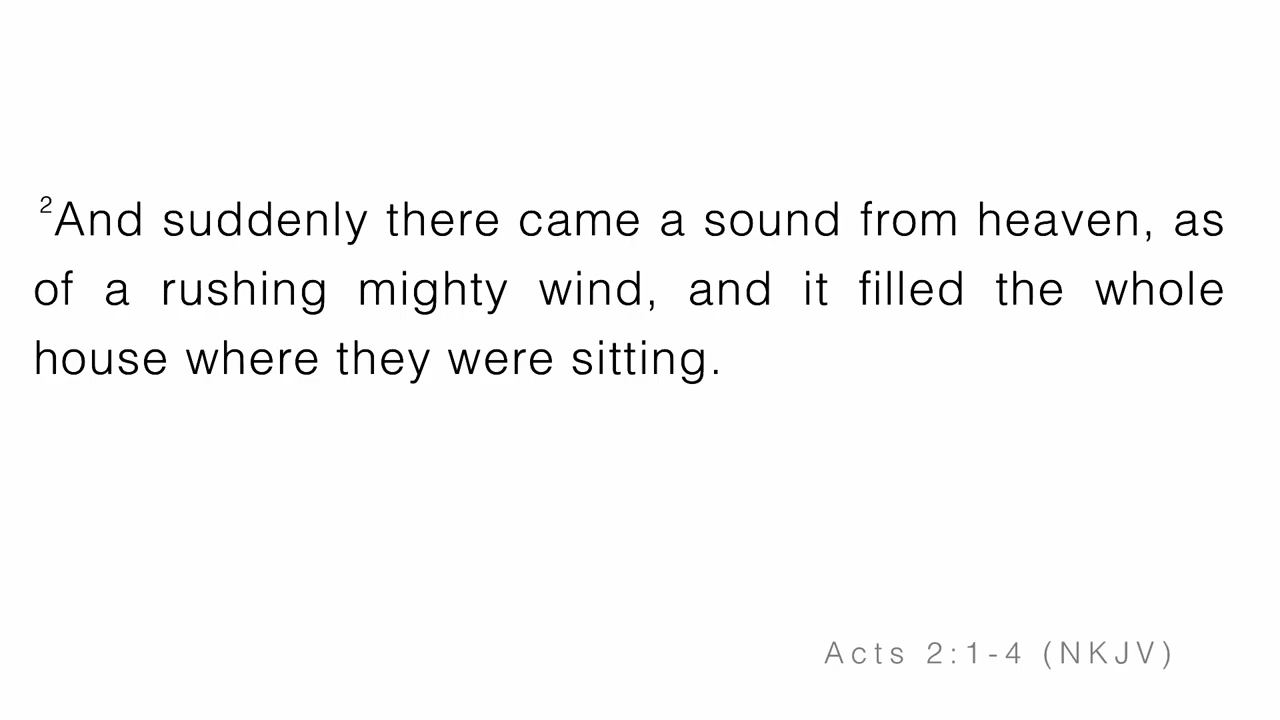 ²And suddenly there came a sound from heaven, as
of a rushing mighty wind, and it filled the whole
house where they were sitting.
Acts 2:1-4 (NKJV)